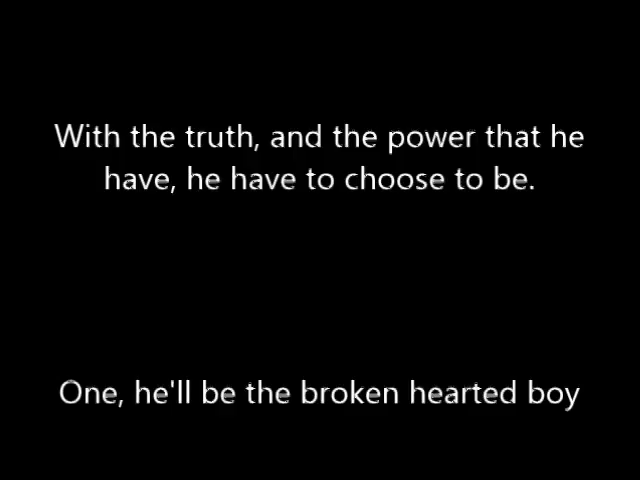 With the truth, and the power that he
have, he have to choose to be.
One, he'll be the broken hearted boy